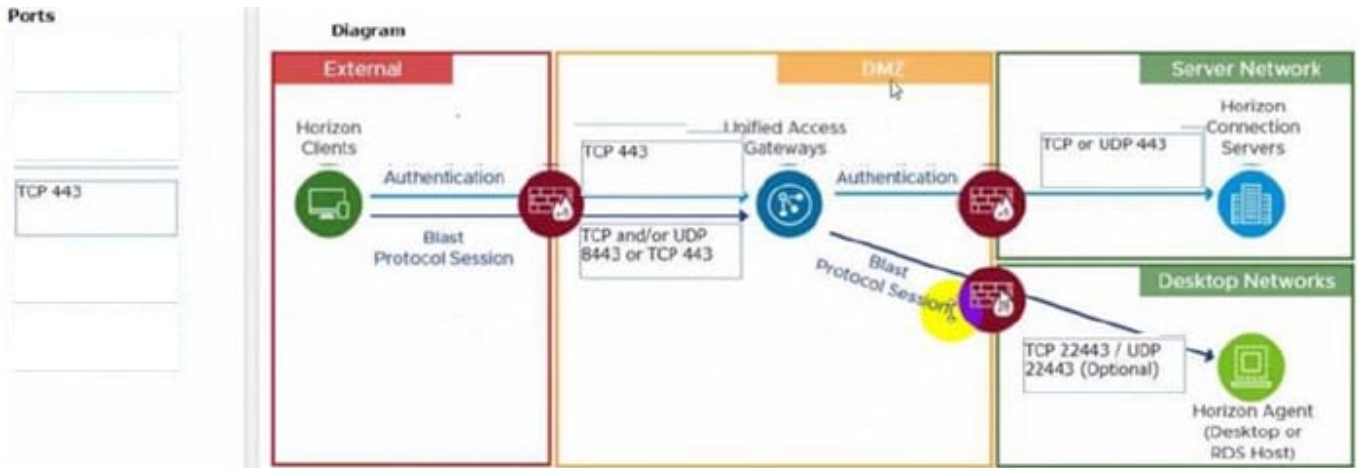 Ports
TCP 443
Diagram
External
DMZ
Server Network
Horizon
Clients
Authentication
Blast
Protocol Session
TCP 443
TCP and/or UDP
8443 or TCP 443
Unified Access
Gateways
Authentication
Blast
Protocol Session
TCP or UDP 443
Horizon
Connection
Servers
Desktop Networks
TCP 22443 / UDP
22443 (Optional)
Horizon Agent
(Desktop or
RDS Host)